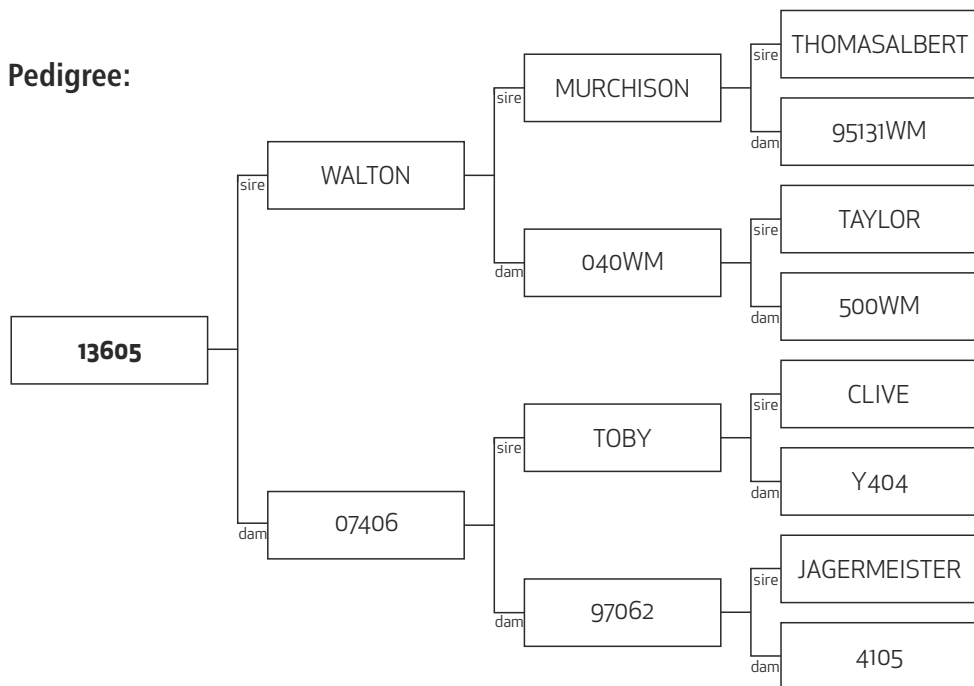 Pedigree:
THOMASALBERT
sire
MURCHISON
sire
95131WM
dam
WALTON
sire
TAYLOR
sire
040WM
dam
500WM
dam
13605
CLIVE
sire
TOBY
sire
Y404
dam
07406
dam
JAGERMEISTER
sire
97062
dam
4105
dam